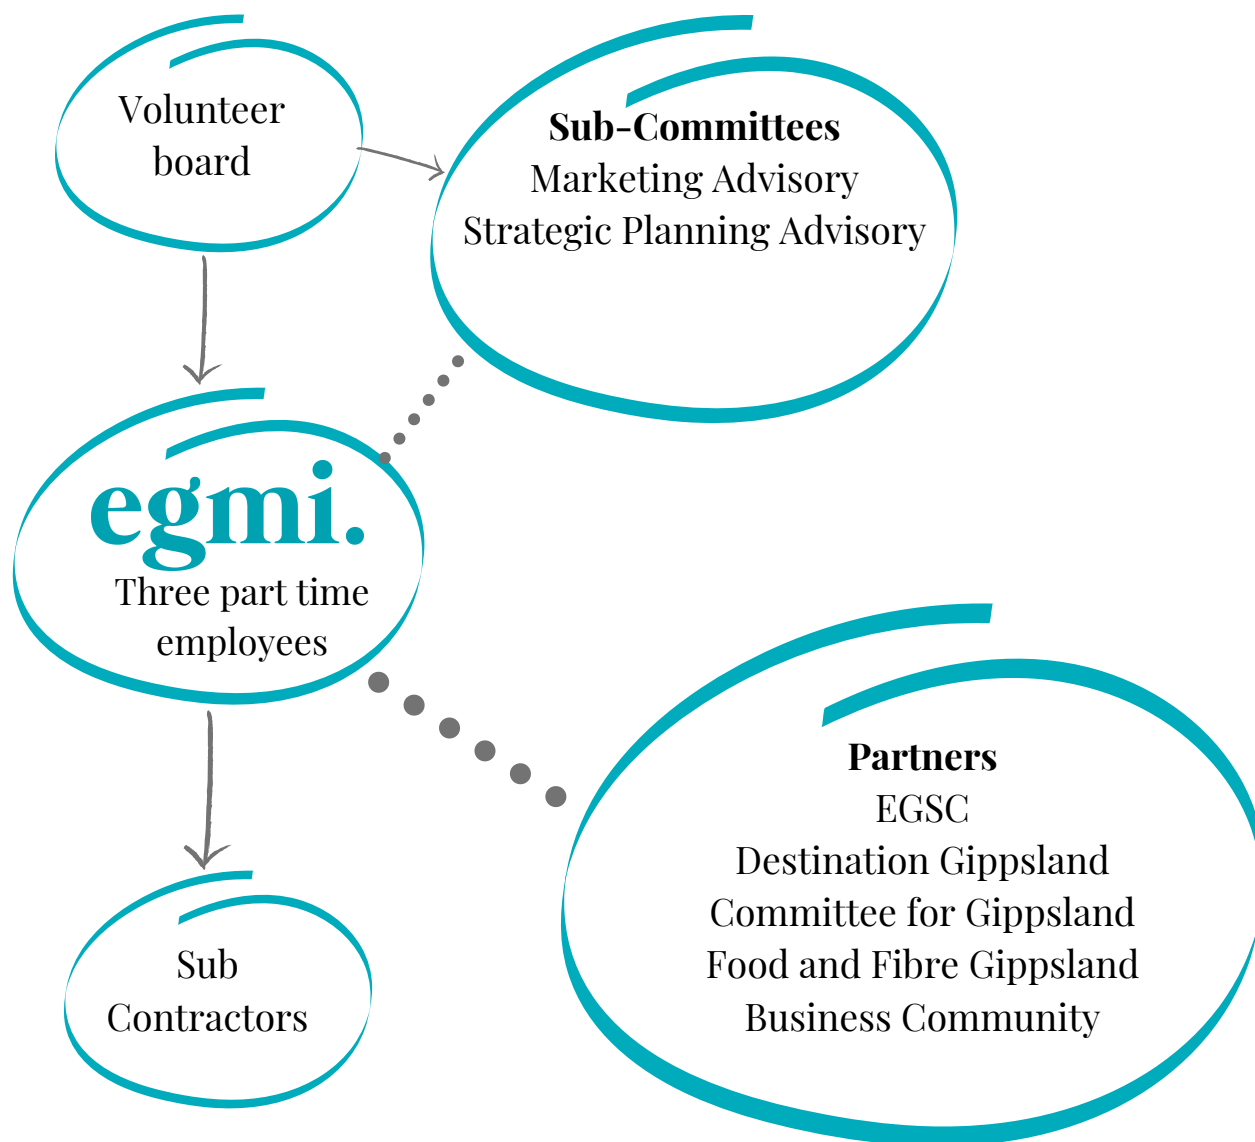 Volunteer
board
Sub-Committees
Marketing Advisory
Strategic Planning Advisory
egmi.
Three part time
employees
Partners
EGSC
Destination Gippsland
Committee for Gippsland
Food and Fibre Gippsland
Business Community
Sub
Contractors